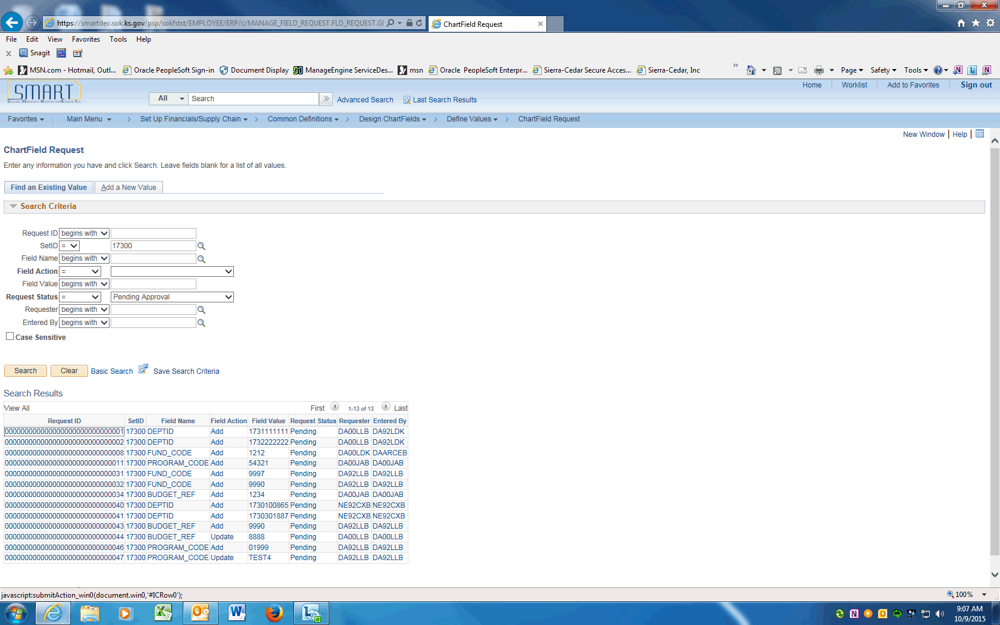 https://smartdev.sok.ks.gov/psp/sokfstst/EMPLOYEE/ERP/c/MANAGE_FIELD_REQUEST.FLD_REQUEST.GI
ChartField Request
File Edit View Favorites Tools Help
Snagit
MSN.com - Hotmail, Outl... Oracle PeopleSoft Sign-in Document Display ManageEngine ServiceDes... msn Oracle PeopleSoft Enterpr... Sierra-Cedar Secure Acces... Sierra-Cedar, Inc Page Safety Tools
SMART
Home Worklist Add to Favorites Sign out
All Search Advanced Search Last Search Results
Favorites Main Menu > Set Up Financials/Supply Chain > Common Definitions > Design ChartFields > Define Values > ChartField Request
New Window | Help |
ChartField Request
Enter any information you have and click Search. Leave fields blank for a list of all values.
Find an Existing Value Add a New Value
Search Criteria
Request ID begins with
SetID = 17300
Field Name begins with
Field Action =
Field Value begins with
Request Status = Pending Approval
Requester begins with
Entered By begins with
Case Sensitive
Search Clear Basic Search Save Search Criteria
Search Results
View All First 1-13 of 13 Last
Request ID SetID Field Name Field Action Field Value Request Status Requester Entered By
000000000000000000000000000001 17300 DEPTID Add 1731111111 Pending DA00LLB DA92LDK
000000000000000000000000000002 17300 DEPTID Add 1732222222 Pending DA00LLB DA92LDK
000000000000000000000000000008 17300 FUND_CODE Add 1212 Pending DA00LDK DAARCEB
000000000000000000000000000011 17300 PROGRAM_CODE Add 54321 Pending DA00JAB DA00JAB
000000000000000000000000000031 17300 FUND_CODE Add 9997 Pending DA92LLB DA92LLB
000000000000000000000000000032 17300 FUND_CODE Add 9990 Pending DA92LLB DA92LLB
000000000000000000000000000034 17300 BUDGET_REF Add 1234 Pending DA00JAB DA00JAB
000000000000000000000000000040 17300 DEPTID Add 1730100865 Pending NE92CXB NE92CXB
000000000000000000000000000041 17300 DEPTID Add 1730301887 Pending NE92CXB NE92CXB
000000000000000000000000000043 17300 BUDGET_REF Add 9990 Pending DA92LLB DA92LLB
000000000000000000000000000044 17300 BUDGET_REF Update 8888 Pending DA00LLB DA00LLB
000000000000000000000000000046 17300 PROGRAM_CODE Add 01999 Pending DA92LLB DA92LLB
000000000000000000000000000047 17300 PROGRAM_CODE Update TEST4 Pending DA92LLB DA92LLB
javascript:submitAction_win0(document.win0,'#ICRow0');
100%
9:07 AM
10/9/2015